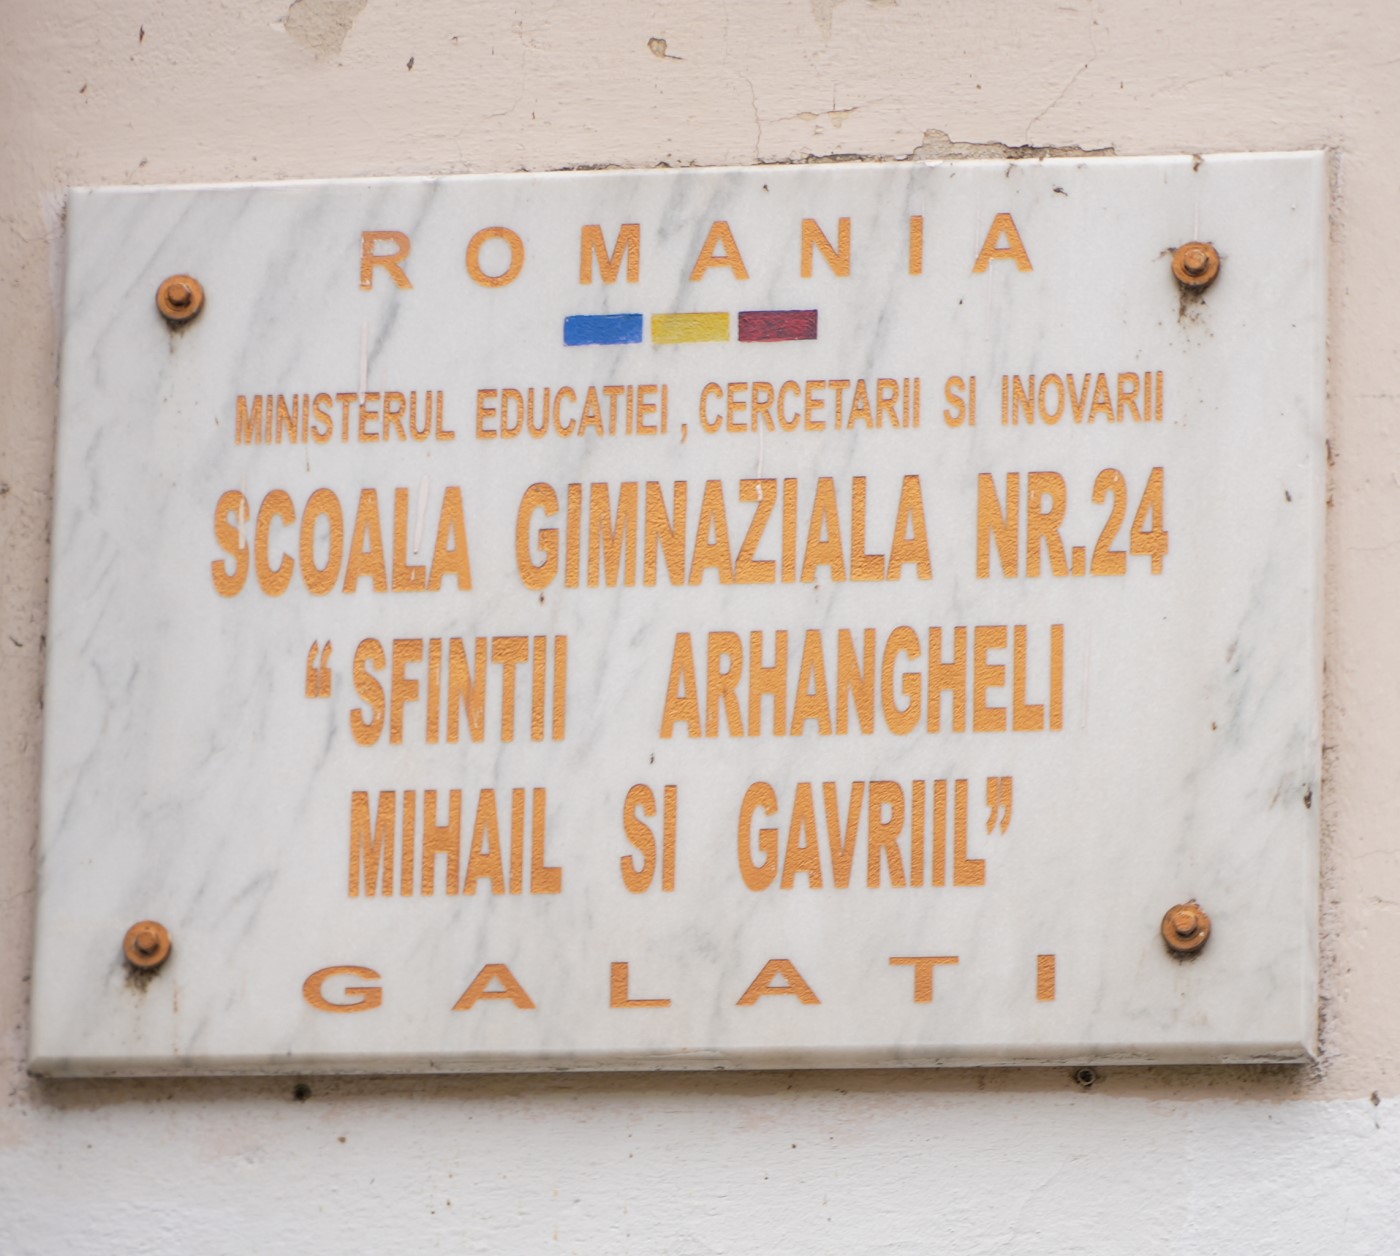 ROMANIA
MINISTERUL EDUCATIEI, CERCETARII SI INOVARII
SCOALA GIMNAZIALA NR.24
“SFINTII ARHANGHELI
MIHAIL SI GAVRIIL”
GALATI